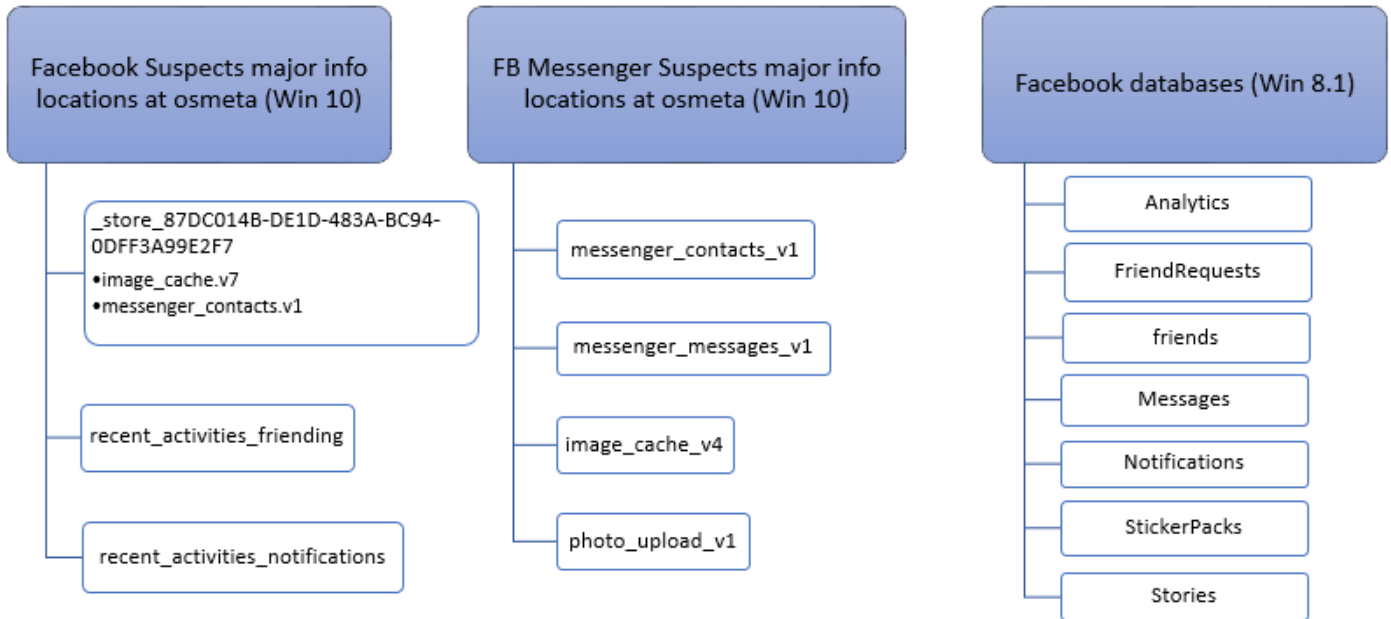 Facebook Suspects major info
locations at osmeta (Win 10)
_store_87DC014B-DE1D-483A-BC94-
0DFF3A99E2F7
•image_cache.v7
•messenger_contacts.v1
recent_activities_friending
recent_activities_notifications
FB Messenger Suspects major info
locations at osmeta (Win 10)
messenger_contacts_v1
messenger_messages_v1
image_cache_v4
photo_upload_v1
Facebook databases (Win 8.1)
Analytics
FriendRequests
friends
Messages
Notifications
StickerPacks
Stories